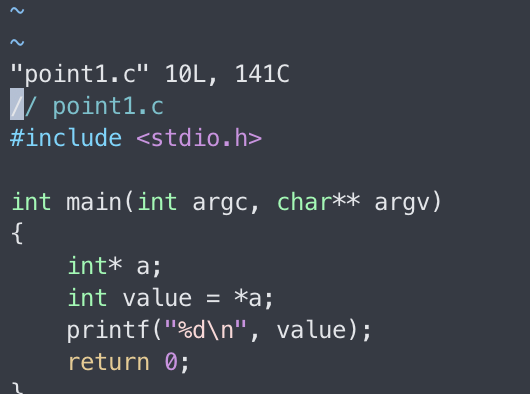 ~
~
"point1.c" 10L, 141C
// point1.c
#include <stdio.h>

int main(int argc, char** argv)
{
    int* a;
    int value = *a;
    printf("%d\n", value);
    return 0;
}